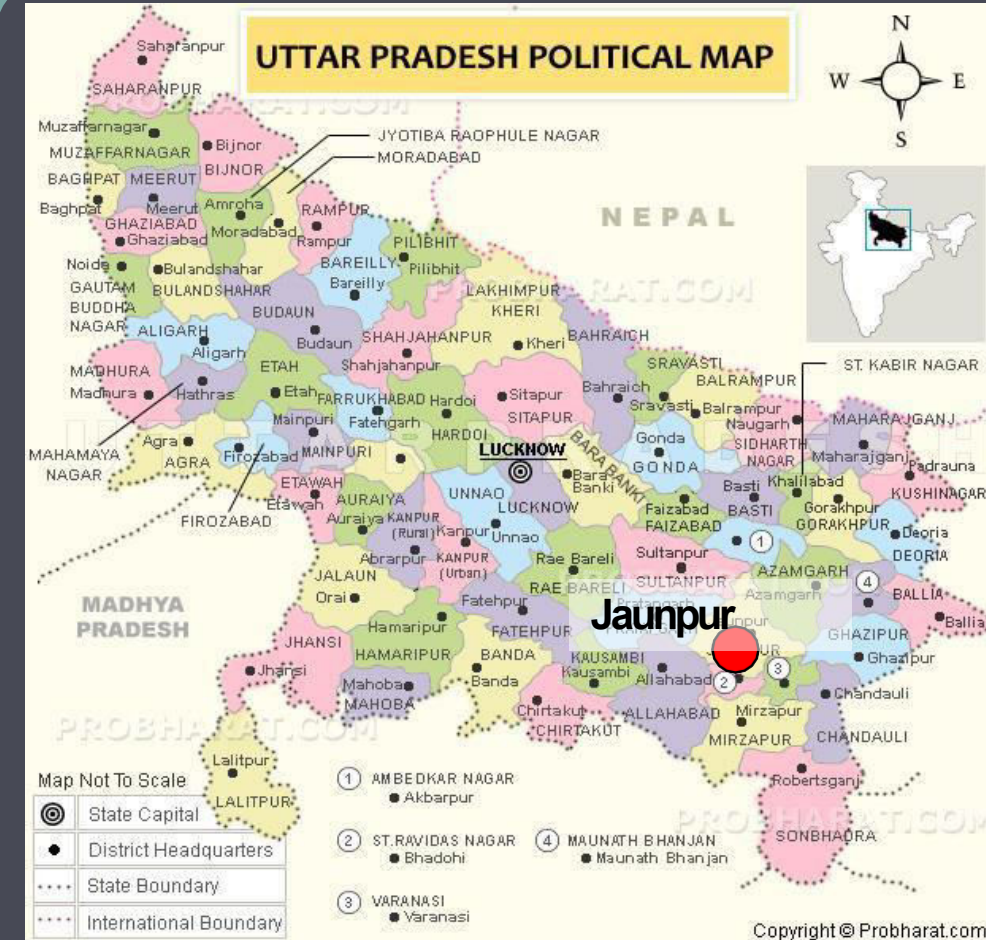 UTTAR PRADESH POLITICAL MAP
N
W E
S
Saharanpur
SAHARANPUR
Muzaffarnagar
MUZAFFARNAGAR
Bijnor
BIJNOR
JYOTIBA RAOPHULE NAGAR
MORADABAD
BAGHPAT
MEERUT
Baghpat
Meerut
Amroha
Moradabad
RAMPUR
Rampur
GHAZIABAD
Ghaziabad
NEPAL
Noida
GAUTAM
BUDDHA
NAGAR
Bulandshahar
BULANDSHAHAR
BAREILLY
Bareilly
PILIBHIT
Pilibhit
PROBHARAT.COM
LAKHIMPUR
KHERI
Kheri
BUDAUN
Budaun
ALIGARH
Aligarh
SHAHJAHANPUR
Shahjahanpur
BAHRAICH
Bahraich
SRAVASTI
Sravasti
BALRAMPUR
Balrampur
ST. KABIR NAGAR
MADHURA
Madhura
Hathras
ETAH
Etah
FARRUKHABAD
Fatehgarh
Hardoi
HARDOI
Sitapur
SITAPUR
Naugarh
SIDHARTH
NAGAR
MAHARAJGANJ
Maharajganj
MAHAMAYA
NAGAR
Agra
AGRA
Firozabad
FIROZABAD
Mainpuri
MAINPURI
LUCKNOW
LUCKNOW
BARA BANKI
Bara
Banki
Gonda
GONDA
Basti
BASTI
Khalilabad
Gorakhpur
GORAKHPUR
Padrauna
KUSHINAGAR
ETAWAH
Etawah
AURAIYA
Auraiya
KANPUR
(Rural)
Abrarpur
Kanpur
KANPUR
(Urban)
UNNAO
Unnao
Faizabad
FAIZABAD
1
Deoria
DEORIA
Rae Bareli
RAE BARELI
Sultanpur
SULTANPUR
AZAMGARH
Azamgarh
4
BALLIA
Ballia
JALAUN
Orai
MADHYA
PRADESH
Hamaripur
HAMARIPUR
Fatehpur
FATEHPUR
Pratapgarh
Jaunpur
GHAZIPUR
Ghazipur
JHANSI
Jhansi
Mahoba
MAHOBA
BANDA
Banda
KAUSAMBI
Kausambi
Allahabad
ALLAHABAD
2
3
Chandauli
CHANDAULI
Chirtakut
CHIRTAKUT
Mirzapur
MIRZAPUR
PROBHARAT.COM
Lalitpur
LALITPUR
Robertsganj
SONBHADRA
Map Not To Scale
State Capital
District Headquarters
State Boundary
International Boundary
1 AMBEDKAR NAGAR
Akbarpur
2 ST.RAVIDAS NAGAR
Bhadohi
3 VARANASI
Varanasi
4 MAUNATH BHANJAN
Maunath Bhanjan
Copyright © Probharat.com